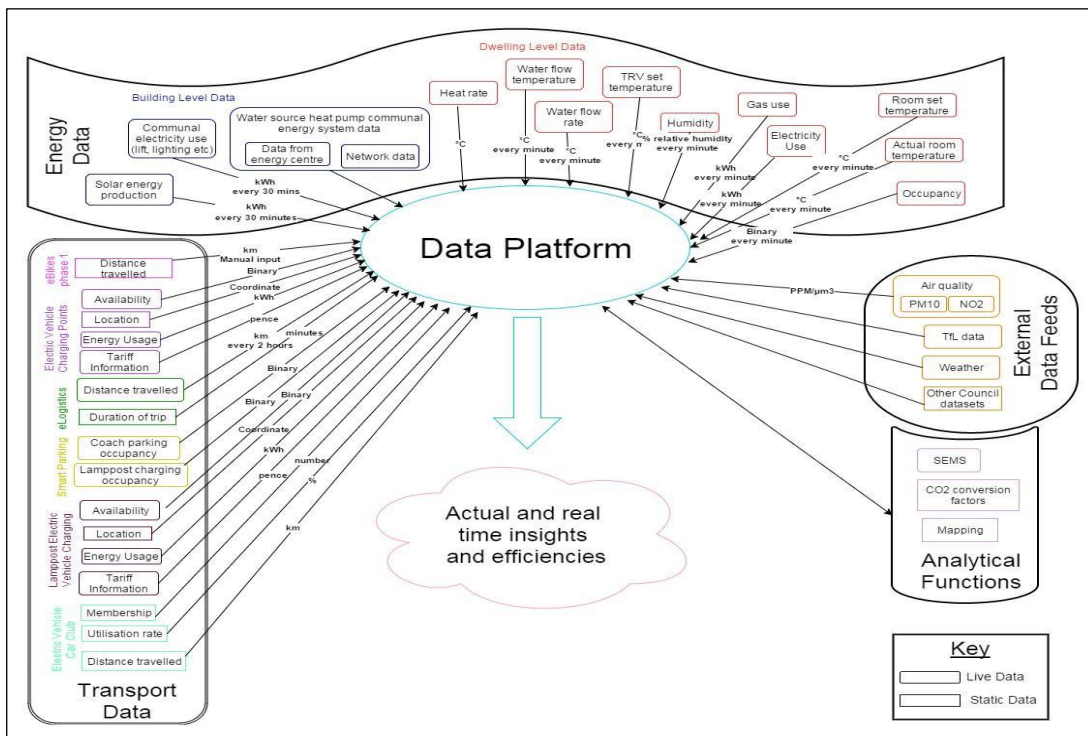 Energy Data
Building Level Data
Communal
electricity use
(lift, lighting etc)
Solar energy
production
Water source heat pump communal
energy system data
Data from
energy centre
Network data
kWh
every 30 mins
kWh
every 30 minutes
Dwelling Level Data
Heat rate
°C
Water flow
temperature
°C
every minute
Water flow
rate
°C
every minute
TRV set
temperature
°C
Humidity
% relative humidity
every minute
Gas use
kWh
every minute
Electricity
Use
kWh
every minute
Room set
temperature
°C
every minute
Actual room
temperature
°C
every minute
Occupancy
Binary
every minute
Data Platform
eBikes
phase 1
Distance
travelled
km
Manual input
Electric Vehicle
Charging Points
Availability
Location
Energy Usage
Tariff
Information
Binary
Coordinate
kWh
pence
eLogistics
Distance travelled
Duration of trip
km
every 2 hours
minutes
Smart Parking
Coach parking
occupancy
Lamppost charging
occupancy
Binary
Binary
Lamppost Electric
Vehicle Charging
Availability
Location
Energy Usage
Tariff
Information
Binary
Coordinate
kWh
pence
Electric Vehicle
Car Club
Membership
Utilisation rate
Distance travelled
number
%
km
Transport
Data
Air quality
PM10
NO2
PPM/μm3
TfL data
Weather
Other Council
datasets
External
Data Feeds
SEMS
CO2 conversion
factors
Mapping
Analytical
Functions
Actual and real
time insights
and efficiencies
Key
Live Data
Static Data